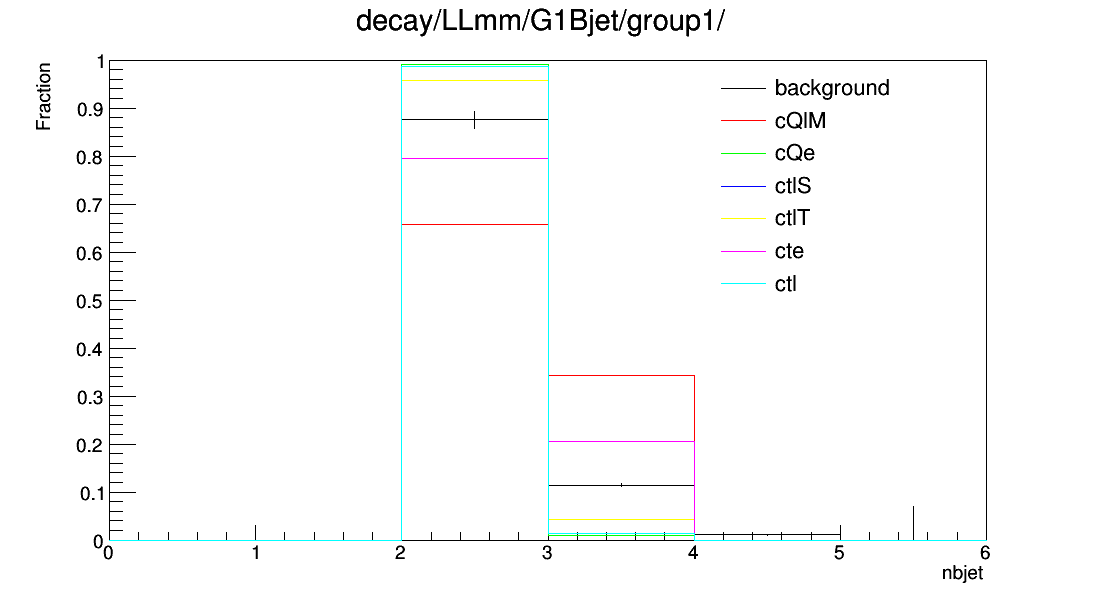 decay/LLmm/G1Bjet/group1/
Fraction
1
0.9
0.8
0.7
0.6
0.5
0.4
0.3
0.2
0.1
0
background
cQlM
cQe
ctlS
ctlT
cte
ctl
0 1 2 3 4 5 6
nbjet